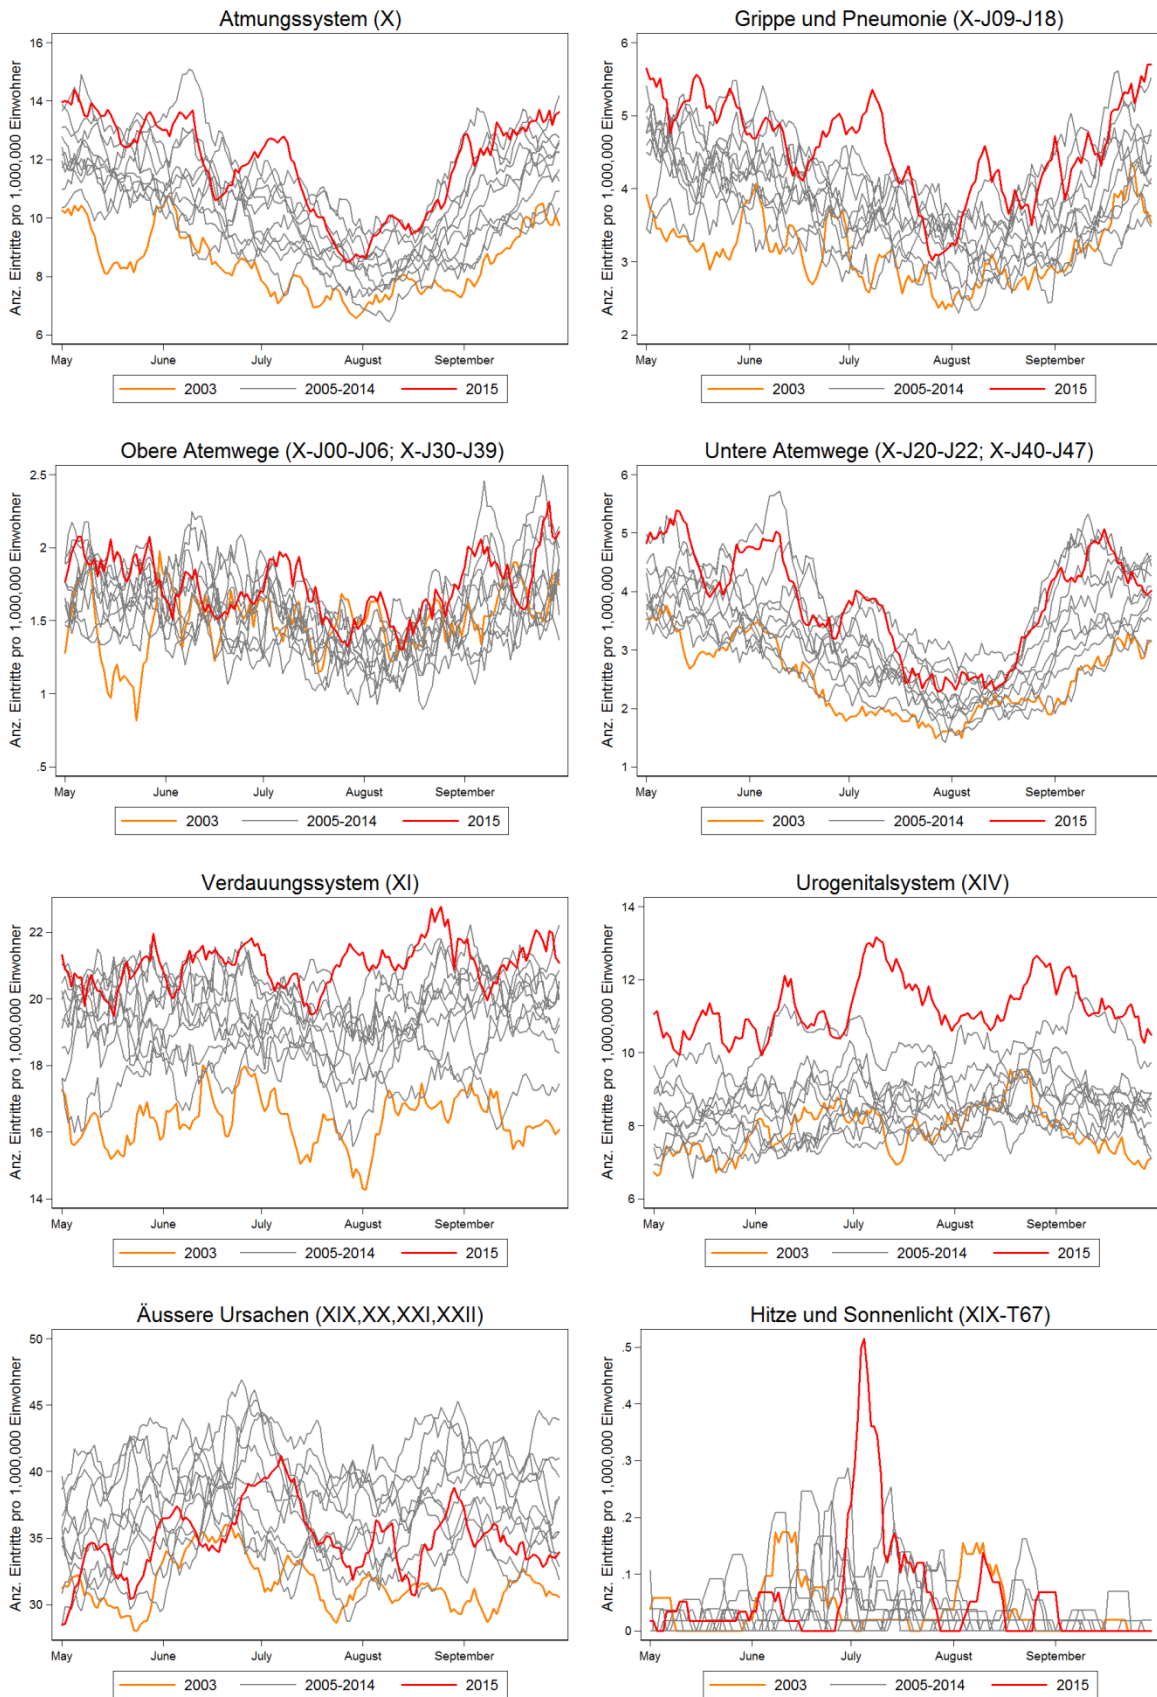 Atmungssystem (X)
Anz. Eintritte pro 1,000,000 Einwohner
16
14
12
10
8
6
May June July August September
2003 2005-2014 2015
Grippe und Pneumonie (X-J09-J18)
Anz. Eintritte pro 1,000,000 Einwohner
6
5
4
3
2
May June July August September
2003 2005-2014 2015
Obere Atemwege (X-J00-J06; X-J30-J39)
Anz. Eintritte pro 1,000,000 Einwohner
2.5
2
1.5
1
.5
May June July August September
2003 2005-2014 2015
Untere Atemwege (X-J20-J22; X-J40-J47)
Anz. Eintritte pro 1,000,000 Einwohner
6
5
4
3
2
1
May June July August September
2003 2005-2014 2015
Verdauungssystem (XI)
Anz. Eintritte pro 1,000,000 Einwohner
22
20
18
16
14
May June July August September
2003 2005-2014 2015
Urogenitalsystem (XIV)
Anz. Eintritte pro 1,000,000 Einwohner
14
12
10
8
6
May June July August September
2003 2005-2014 2015
Äussere Ursachen (XIX,XX,XXI,XXII)
Anz. Eintritte pro 1,000,000 Einwohner
50
45
40
35
30
May June July August September
2003 2005-2014 2015
Hitze und Sonnenlicht (XIX-T67)
Anz. Eintritte pro 1,000,000 Einwohner
.5
.4
.3
.2
.1
0
May June July August September
2003 2005-2014 2015